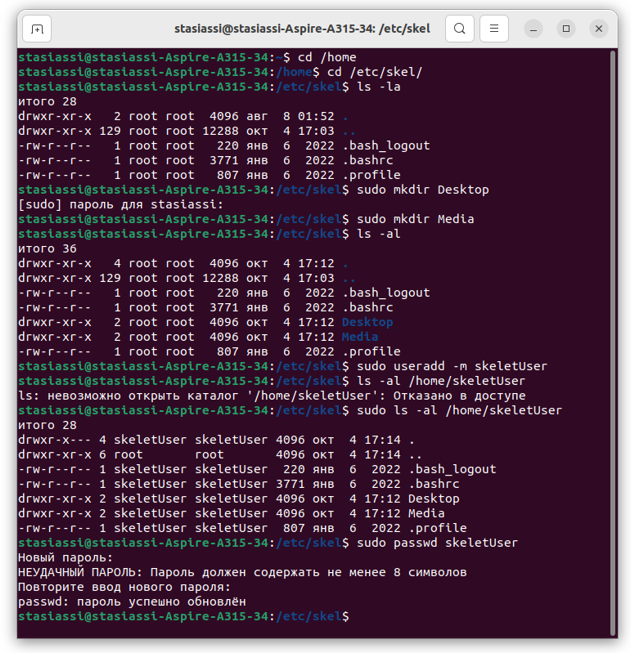 stasiassi@stasiassi-Aspire-A315-34: /etc/skel
stasiassi@stasiassi-Aspire-A315-34:~$ cd /home
stasiassi@stasiassi-Aspire-A315-34:/home$ cd /etc/skel/
stasiassi@stasiassi-Aspire-A315-34:/etc/skel$ ls -la
итого 28
drwxr-xr-x   2 root root  4096 авг  8 01:52 .
drwxr-xr-x 129 root root 12288 окт  4 17:03 ..
-rw-r--r--   1 root root   220 янв  6  2022 .bash_logout
-rw-r--r--   1 root root  3771 янв  6  2022 .bashrc
-rw-r--r--   1 root root   807 янв  6  2022 .profile
stasiassi@stasiassi-Aspire-A315-34:/etc/skel$ sudo mkdir Desktop
[sudo] пароль для stasiassi:
stasiassi@stasiassi-Aspire-A315-34:/etc/skel$ sudo mkdir Media
stasiassi@stasiassi-Aspire-A315-34:/etc/skel$ ls -al
итого 36
drwxr-xr-x   4 root root  4096 окт  4 17:12 .
drwxr-xr-x 129 root root 12288 окт  4 17:03 ..
-rw-r--r--   1 root root   220 янв  6  2022 .bash_logout
-rw-r--r--   1 root root  3771 янв  6  2022 .bashrc
drwxr-xr-x   2 root root  4096 окт  4 17:12 Desktop
drwxr-xr-x   2 root root  4096 окт  4 17:12 Media
-rw-r--r--   1 root root   807 янв  6  2022 .profile
stasiassi@stasiassi-Aspire-A315-34:/etc/skel$ sudo useradd -m skeletUser
stasiassi@stasiassi-Aspire-A315-34:/etc/skel$ ls -al /home/skeletUser
ls: невозможно открыть каталог '/home/skeletUser': Отказано в доступе
stasiassi@stasiassi-Aspire-A315-34:/etc/skel$ sudo ls -al /home/skeletUser
итого 28
drwxr-x--- 4 skeletUser skeletUser 4096 окт  4 17:14 .
drwxr-xr-x 6 root       root       4096 окт  4 17:14 ..
-rw-r--r-- 1 skeletUser skeletUser  220 янв  6  2022 .bash_logout
-rw-r--r-- 1 skeletUser skeletUser 3771 янв  6  2022 .bashrc
drwxr-xr-x 2 skeletUser skeletUser 4096 окт  4 17:12 Desktop
drwxr-xr-x 2 skeletUser skeletUser 4096 окт  4 17:12 Media
-rw-r--r-- 1 skeletUser skeletUser  807 янв  6  2022 .profile
stasiassi@stasiassi-Aspire-A315-34:/etc/skel$ sudo passwd skeletUser
Новый пароль:
НЕУДАЧНЫЙ ПАРОЛЬ: Пароль должен содержать не менее 8 символов
Повторите ввод нового пароля:
passwd: пароль успешно обновлён
stasiassi@stasiassi-Aspire-A315-34:/etc/skel$